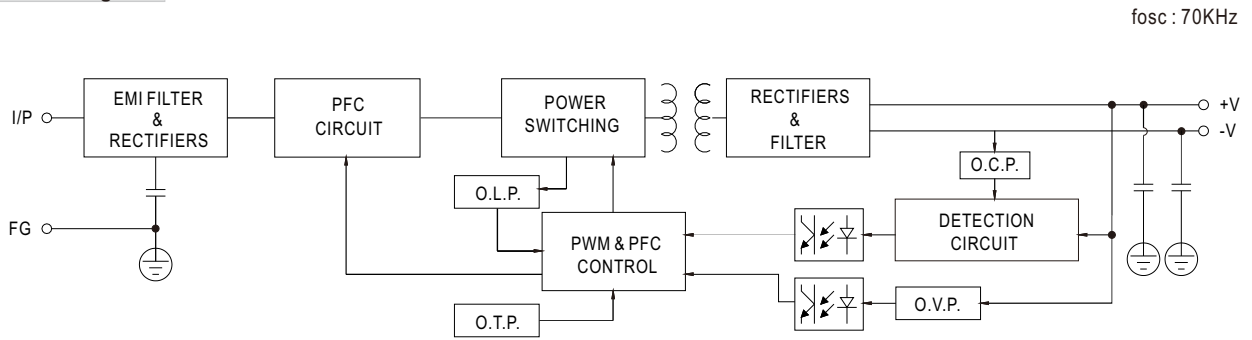 fosc : 70KHz
I/P
EMI FILTER
&
RECTIFIERS
PFC
CIRCUIT
POWER
SWITCHING
RECTIFIERS
&
FILTER
+V
-V
O.C.P.
O.L.P.
FG
PWM & PFC
CONTROL
DETECTION
CIRCUIT
O.V.P.
O.T.P.